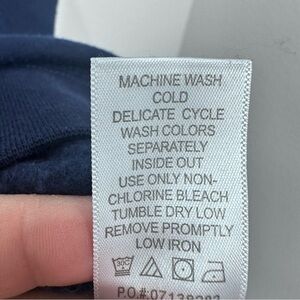 MACHINE WASH
COLD
DELICATE CYCLE
WASH COLORS
SEPARATELY
INSIDE OUT
USE ONLY NON-
CHLORINE BLEACH
TUMBLE DRY LOW
REMOVE PROMPTLY
LOW IRON
P.O.#: